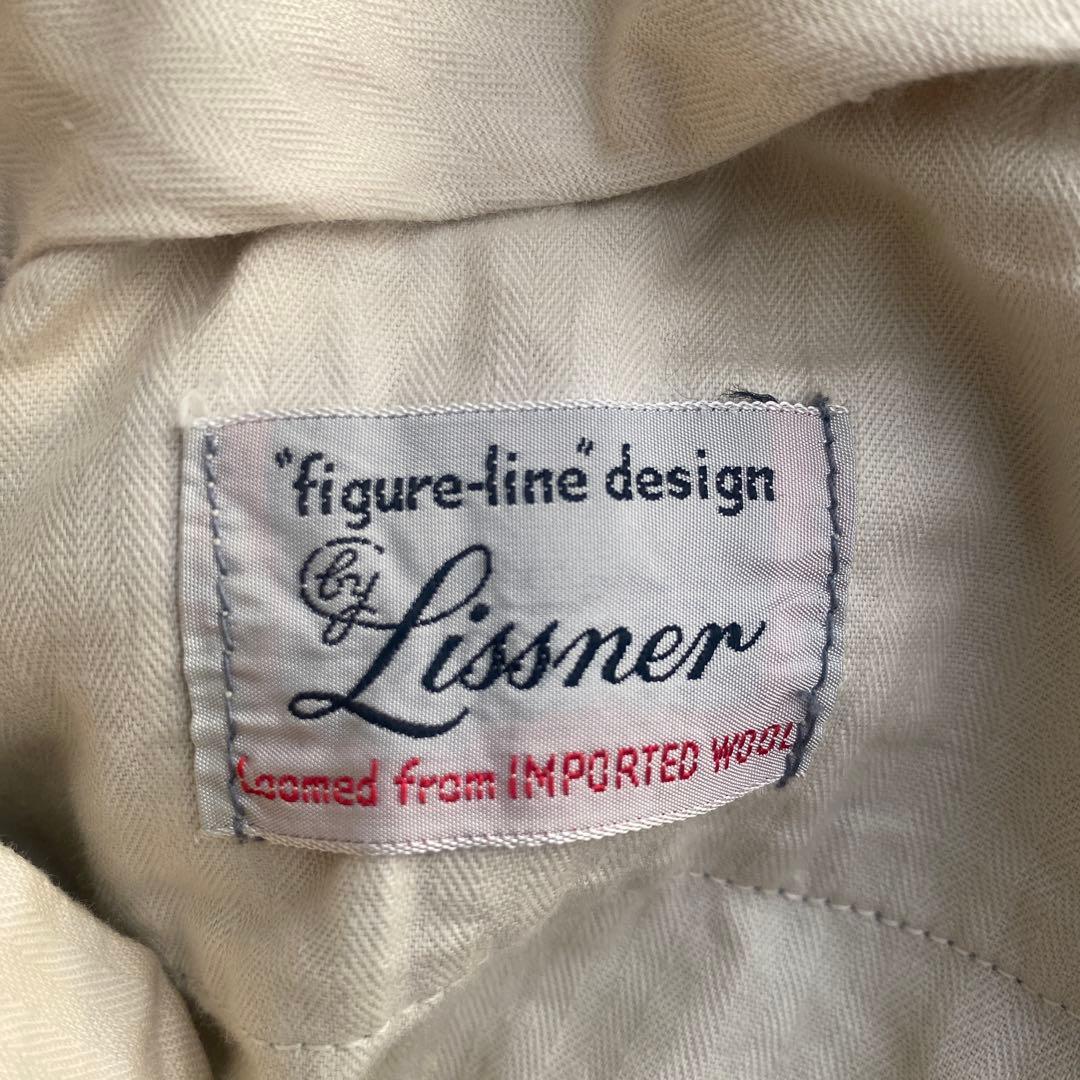 "figure-line" design
by
Lissner
Loomed from IMPORTED WOOL